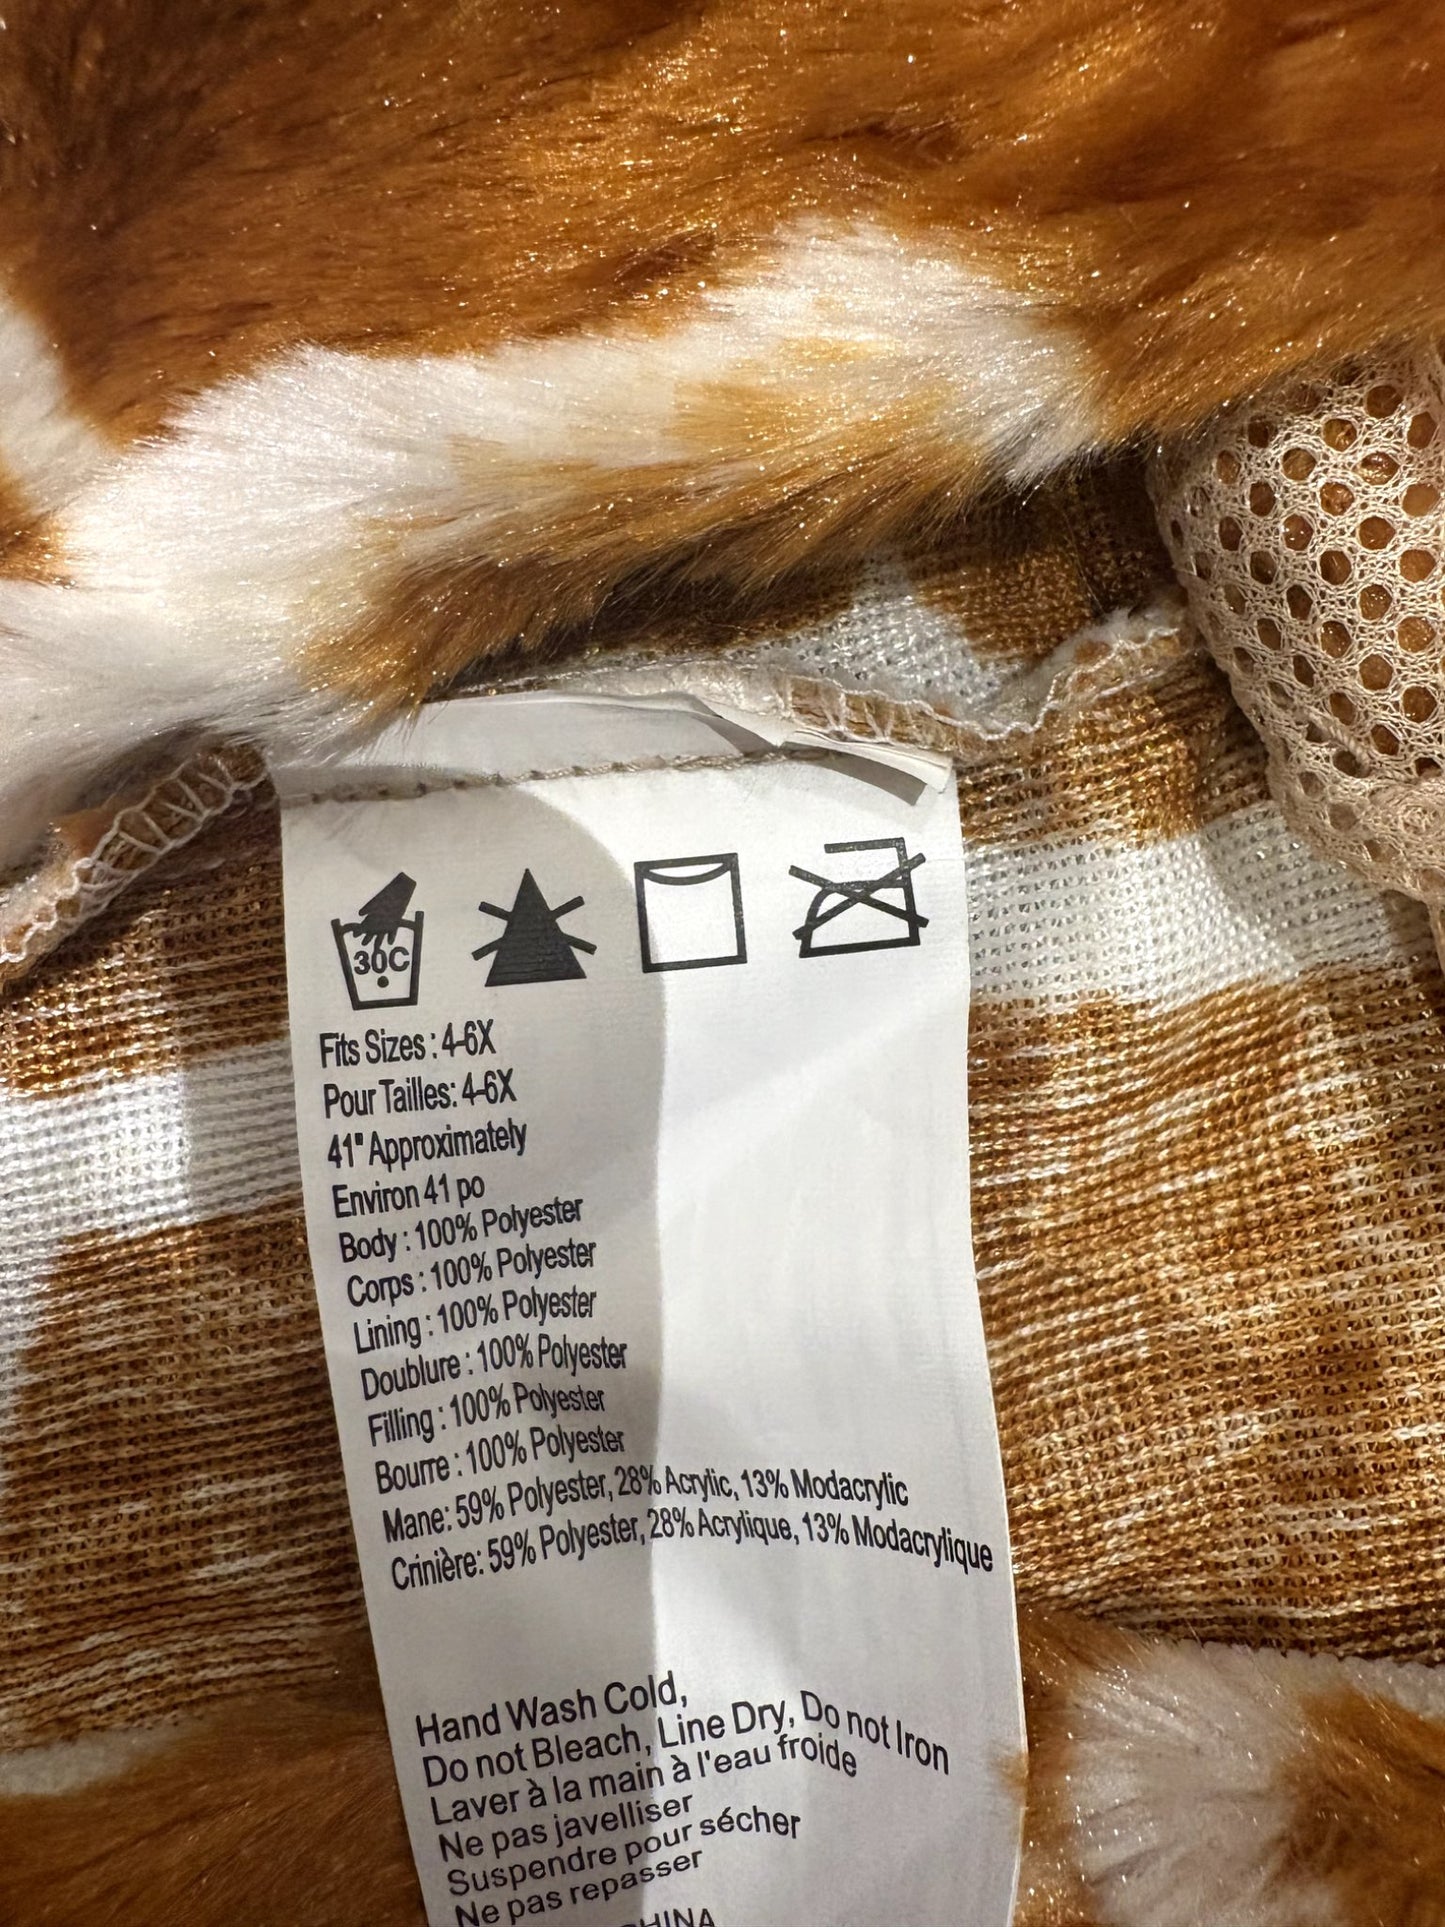 30C
Fits Sizes : 4-6X
Pour Tailles: 4-6X
41" Approximately
Environ 41 po
Body : 100% Polyester
Corps : 100% Polyester
Lining : 100% Polyester
Doublure : 100% Polyester
Filling : 100% Polyester
Bourre : 100% Polyester
Mane: 59% Polyester, 28% Acrylic, 13% Modacrylic
Crinière: 59% Polyester, 28% Acrylique, 13% Modacrylique
Hand Wash Cold,
Do not Bleach, Line Dry, Do not Iron
Laver à la main à l'eau froide
Ne pas javelliser
Suspendre pour sécher
Ne pas repasser